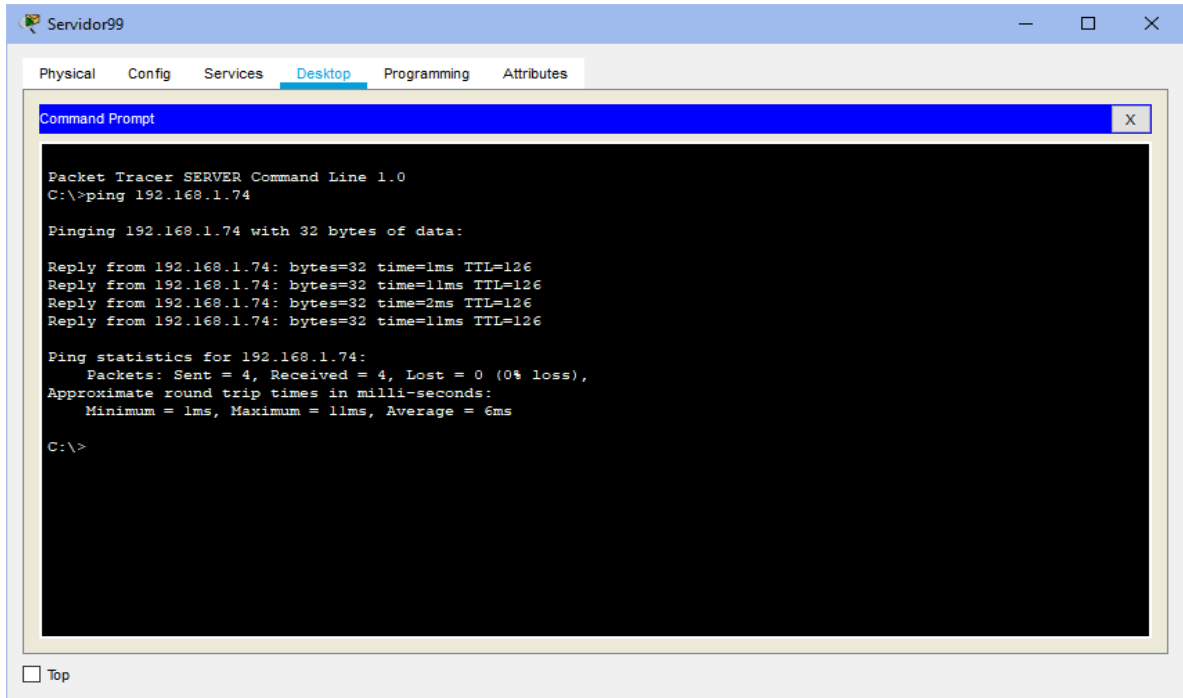 Servidor99
Physical Config Services Desktop Programming Attributes
Command Prompt X
Packet Tracer SERVER Command Line 1.0
C:\>ping 192.168.1.74
Pinging 192.168.1.74 with 32 bytes of data:
Reply from 192.168.1.74: bytes=32 time=1ms TTL=126
Reply from 192.168.1.74: bytes=32 time=11ms TTL=126
Reply from 192.168.1.74: bytes=32 time=2ms TTL=126
Reply from 192.168.1.74: bytes=32 time=11ms TTL=126
Ping statistics for 192.168.1.74:
    Packets: Sent = 4, Received = 4, Lost = 0 (0% loss),
Approximate round trip times in milli-seconds:
    Minimum = 1ms, Maximum = 11ms, Average = 6ms
C:\>
Top